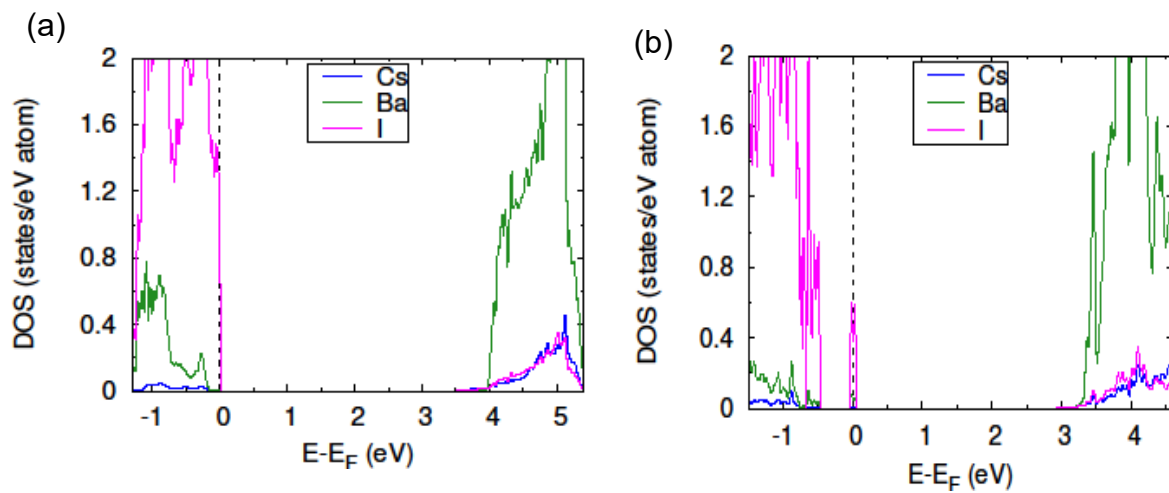 (a)
2
1.6
1.2
0.8
0.4
0
DOS (states/eV atom)
Cs
Ba
I
-1 0 1 2 3 4 5
E-E_F (eV)
(b)
2
1.6
1.2
0.8
0.4
0
DOS (states/eV atom)
Cs
Ba
I
-1 0 1 2 3 4
E-E_F (eV)